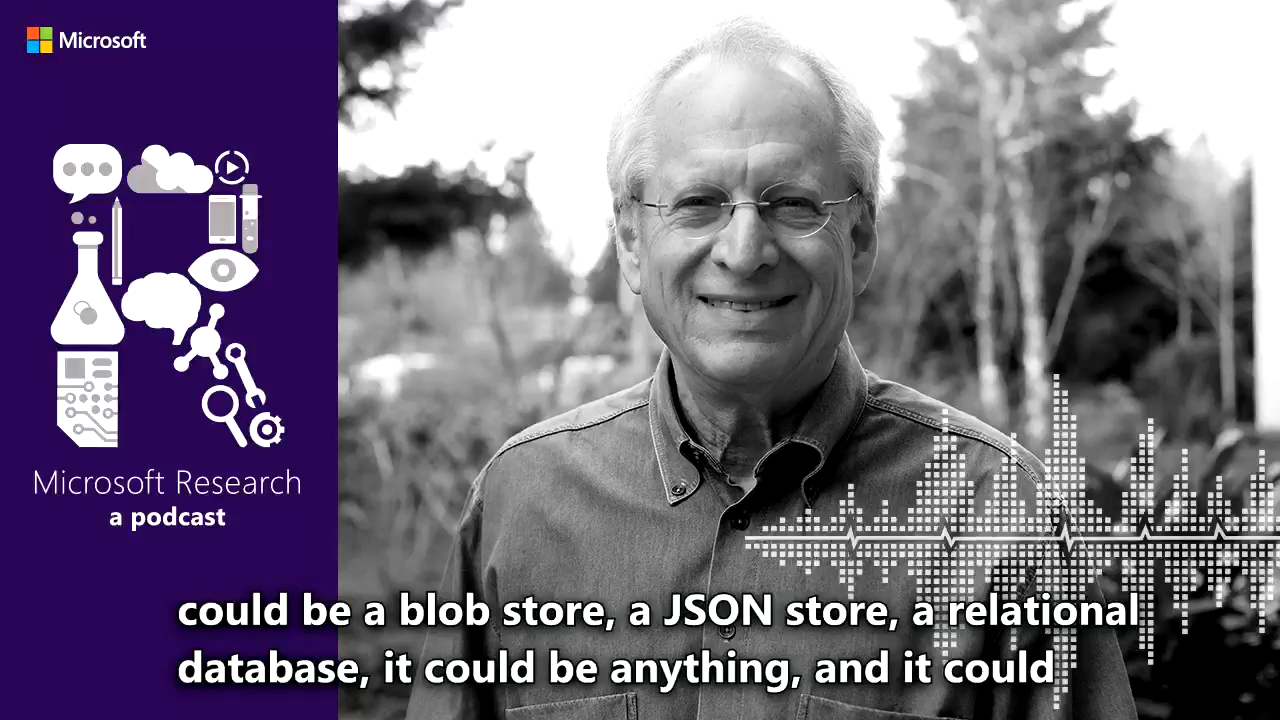 Microsoft
Microsoft Research
a podcast
could be a blob store, a JSON store, a relational
database, it could be anything, and it could